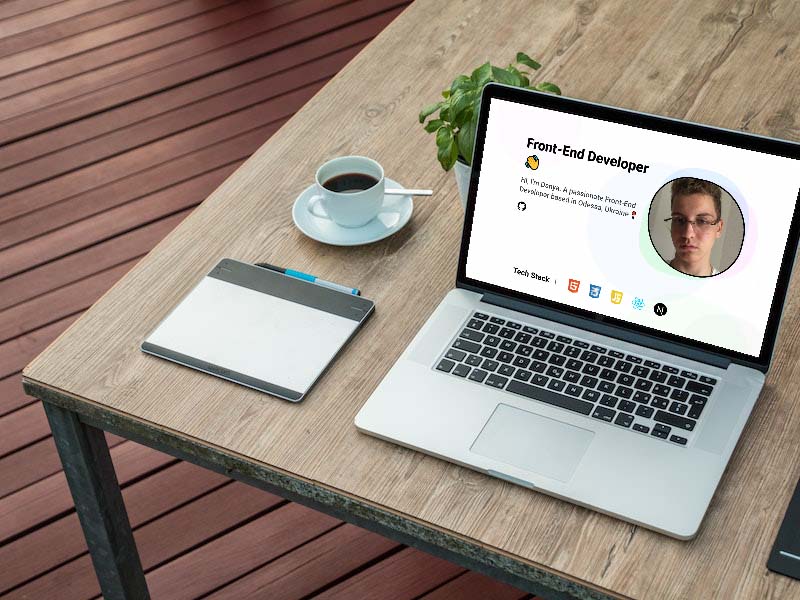 Front-End Developer
Hi, I'm Danya. A passionate Front-End
Developer based in Odessa, Ukraine
Tech Stack |